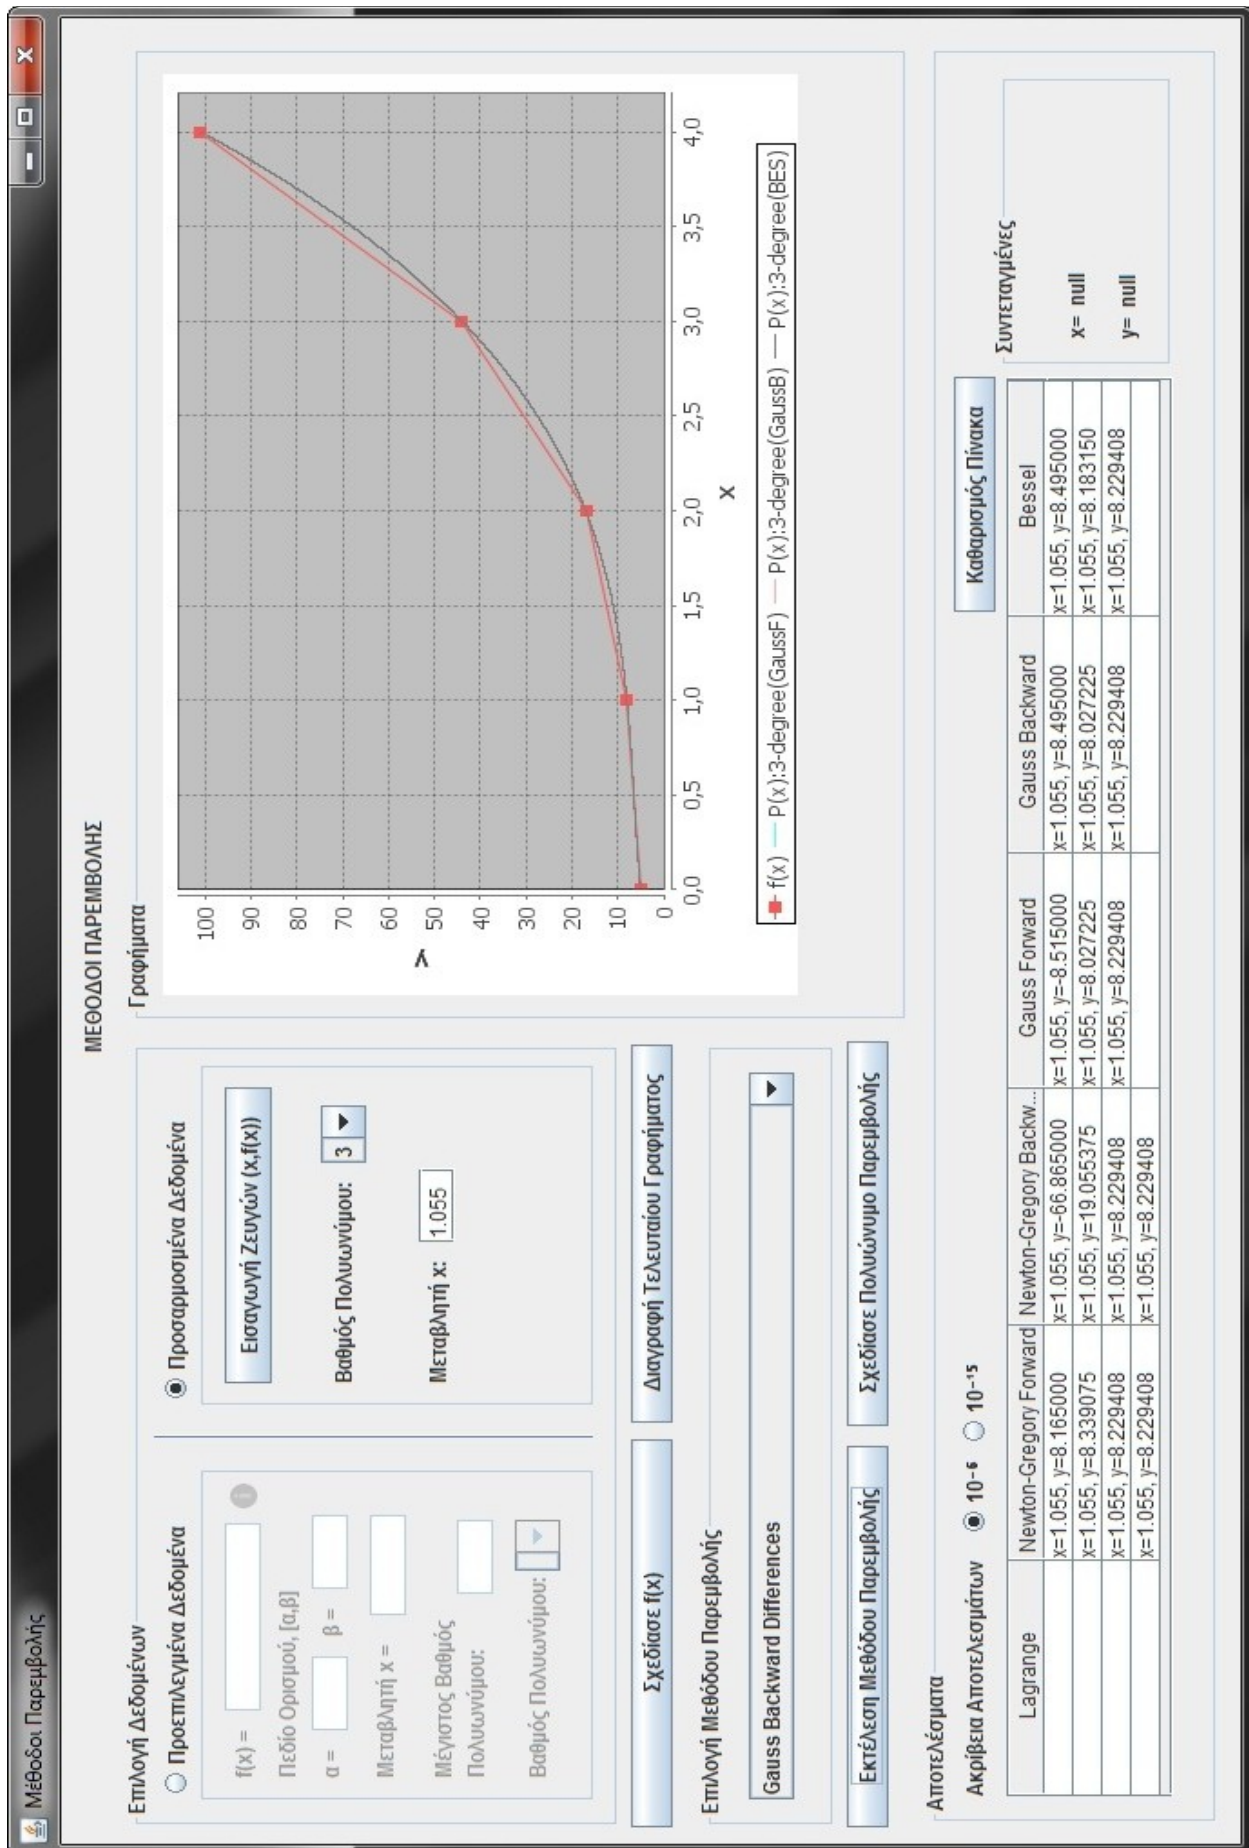 Μέθοδοι Παρεμβολής
ΜΕΘΟΔΟΙ ΠΑΡΕΜΒΟΛΗΣ
Επιλογή Δεδομένων
Προεπιλεγμένα Δεδομένα
f(x) =
Πεδίο Ορισμού, [α,β]
α =
β =
Μεταβλητή x =
Μέγιστος Βαθμός
Πολυωνύμου:
Βαθμός Πολυωνύμου:
Προσαρμοσμένα Δεδομένα
Εισαγωγή Ζευγών (x,f(x))
Βαθμός Πολυωνύμου: 3
Μεταβλητή x: 1.055
Σχεδίασε f(x)
Διαγραφή Τελευταίου Γραφήματος
Επιλογή Μεθόδου Παρεμβολής
Gauss Backward Differences
Εκτέλεση Μεθόδου Παρεμβολής
Σχεδίασε Πολυώνυμο Παρεμβολής
Γραφήματα
100
90
80
70
60
50
40
30
20
10
0
Y
0,0 0,5 1,0 1,5 2,0 2,5 3,0 3,5 4,0
X
f(x) P(x):3-degree(GaussF) P(x):3-degree(GaussB) P(x):3-degree(BES)
Αποτελέσματα
Ακρίβεια Αποτελεσμάτων 10⁻⁶ 10⁻¹⁵
Καθαρισμός Πίνακα
Lagrange Newton-Gregory Forward Newton-Gregory Backw... Gauss Forward Gauss Backward Bessel
x=1.055, y=8.165000 x=1.055, y=-66.865000 x=1.055, y=-8.515000 x=1.055, y=8.495000 x=1.055, y=8.495000
x=1.055, y=8.339075 x=1.055, y=19.055375 x=1.055, y=8.027225 x=1.055, y=8.027225 x=1.055, y=8.183150
x=1.055, y=8.229408 x=1.055, y=8.229408 x=1.055, y=8.229408 x=1.055, y=8.229408 x=1.055, y=8.229408
x=1.055, y=8.229408 x=1.055, y=8.229408
Συντεταγμένες
x= null
y= null